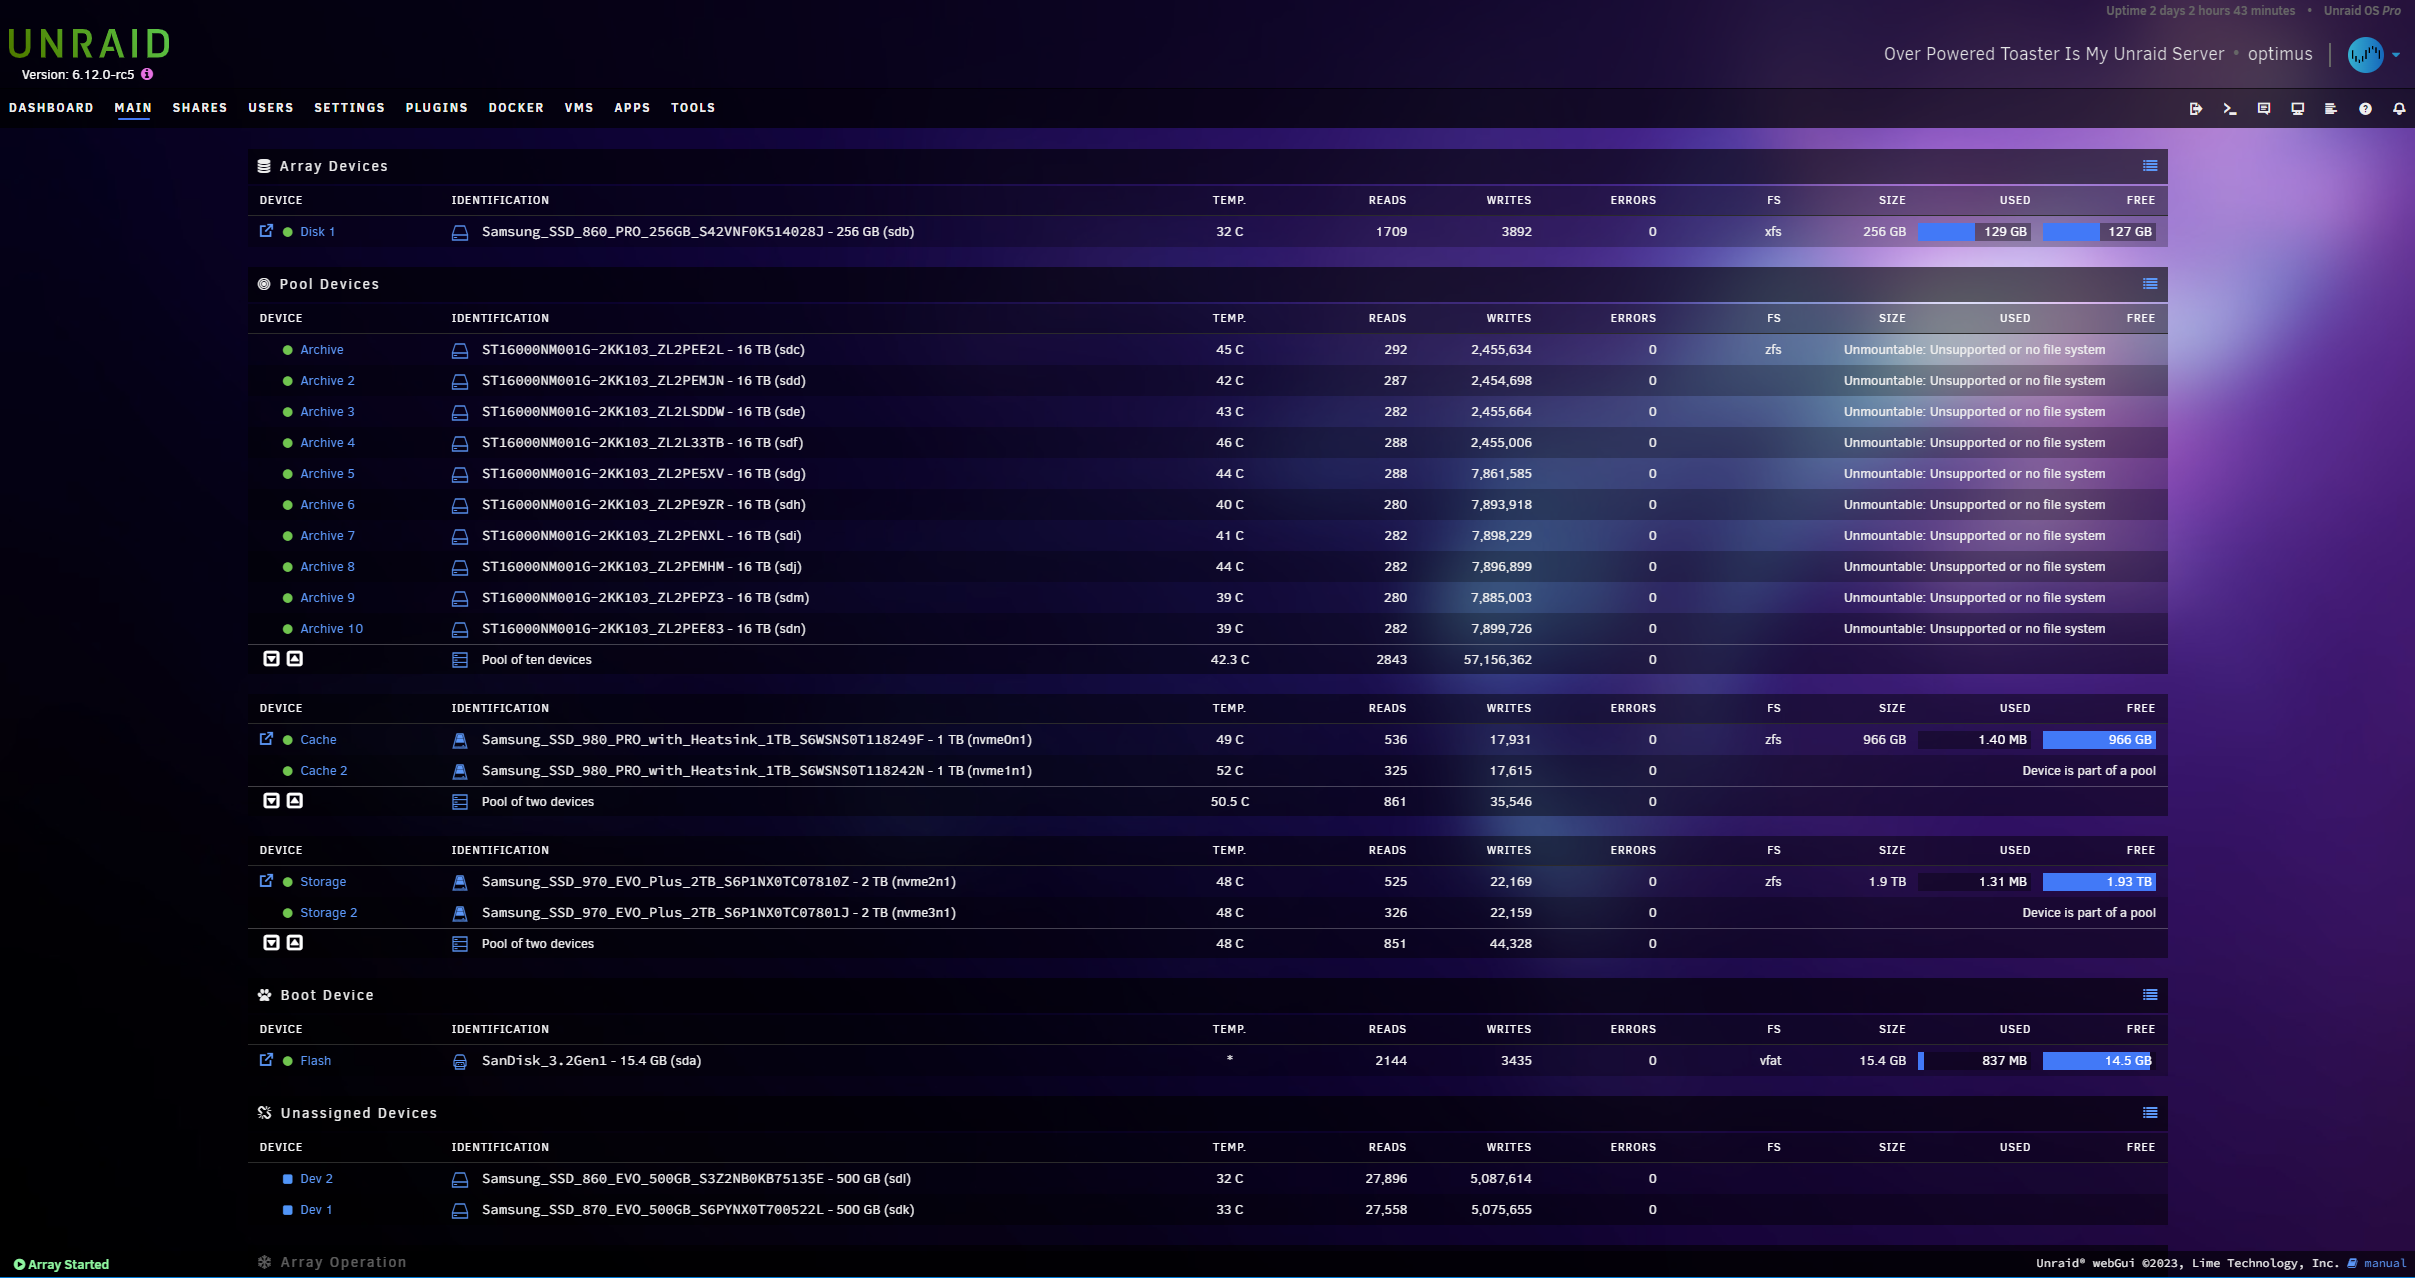 Uptime 2 days 2 hours 43 minutes • Unraid OS Pro
UNRAID
Version: 6.12.0-rc5
Over Powered Toaster Is My Unraid Server • optimus
DASHBOARD MAIN SHARES USERS SETTINGS PLUGINS DOCKER VMS APPS TOOLS
Array Devices
DEVICE IDENTIFICATION TEMP. READS WRITES ERRORS FS SIZE USED FREE
Disk 1 Samsung_SSD_860_PRO_256GB_S42VNF0K514028J - 256 GB (sdb) 32 C 1709 3892 0 xfs 256 GB 129 GB 127 GB
Pool Devices
DEVICE IDENTIFICATION TEMP. READS WRITES ERRORS FS SIZE USED FREE
Archive ST16000NM001G-2KK103_ZL2PEE2L - 16 TB (sdc) 45 C 292 2,455,634 0 zfs Unmountable: Unsupported or no file system
Archive 2 ST16000NM001G-2KK103_ZL2PEMJN - 16 TB (sdd) 42 C 287 2,454,698 0 Unmountable: Unsupported or no file system
Archive 3 ST16000NM001G-2KK103_ZL2LSDDW - 16 TB (sde) 43 C 282 2,455,664 0 Unmountable: Unsupported or no file system
Archive 4 ST16000NM001G-2KK103_ZL2L33TB - 16 TB (sdf) 46 C 288 2,455,006 0 Unmountable: Unsupported or no file system
Archive 5 ST16000NM001G-2KK103_ZL2PE5XV - 16 TB (sdg) 44 C 288 7,861,585 0 Unmountable: Unsupported or no file system
Archive 6 ST16000NM001G-2KK103_ZL2PE9ZR - 16 TB (sdh) 40 C 280 7,893,918 0 Unmountable: Unsupported or no file system
Archive 7 ST16000NM001G-2KK103_ZL2PENXL - 16 TB (sdi) 41 C 282 7,898,229 0 Unmountable: Unsupported or no file system
Archive 8 ST16000NM001G-2KK103_ZL2PEMHM - 16 TB (sdj) 44 C 282 7,896,899 0 Unmountable: Unsupported or no file system
Archive 9 ST16000NM001G-2KK103_ZL2PEPZ3 - 16 TB (sdm) 39 C 280 7,885,003 0 Unmountable: Unsupported or no file system
Archive 10 ST16000NM001G-2KK103_ZL2PEE83 - 16 TB (sdn) 39 C 282 7,899,726 0 Unmountable: Unsupported or no file system
Pool of ten devices 42.3 C 2843 57,156,362 0
DEVICE IDENTIFICATION TEMP. READS WRITES ERRORS FS SIZE USED FREE
Cache Samsung_SSD_980_PRO_with_Heatsink_1TB_S6WSNS0T118249F - 1 TB (nvme0n1) 49 C 536 17,931 0 zfs 966 GB 1.40 MB 966 GB
Cache 2 Samsung_SSD_980_PRO_with_Heatsink_1TB_S6WSNS0T118242N - 1 TB (nvme1n1) 52 C 325 17,615 0 Device is part of a pool
Pool of two devices 50.5 C 861 35,546 0
DEVICE IDENTIFICATION TEMP. READS WRITES ERRORS FS SIZE USED FREE
Storage Samsung_SSD_970_EVO_Plus_2TB_S6P1NX0TC07810Z - 2 TB (nvme2n1) 48 C 525 22,169 0 zfs 1.9 TB 1.31 MB 1.93 TB
Storage 2 Samsung_SSD_970_EVO_Plus_2TB_S6P1NX0TC07801J - 2 TB (nvme3n1) 48 C 326 22,159 0 Device is part of a pool
Pool of two devices 48 C 851 44,328 0
Boot Device
DEVICE IDENTIFICATION TEMP. READS WRITES ERRORS FS SIZE USED FREE
Flash SanDisk_3.2Gen1 - 15.4 GB (sda) * 2144 3435 0 vfat 15.4 GB 837 MB 14.5 GB
Unassigned Devices
DEVICE IDENTIFICATION TEMP. READS WRITES ERRORS FS SIZE USED FREE
Dev 2 Samsung_SSD_860_EVO_500GB_S3Z2NB0KB75135E - 500 GB (sdl) 32 C 27,896 5,087,614 0
Dev 1 Samsung_SSD_870_EVO_500GB_S6PYNX0T700522L - 500 GB (sdk) 33 C 27,558 5,075,655 0
Array Operation
Array Started Unraid® webGui ©2023, Lime Technology, Inc. manual